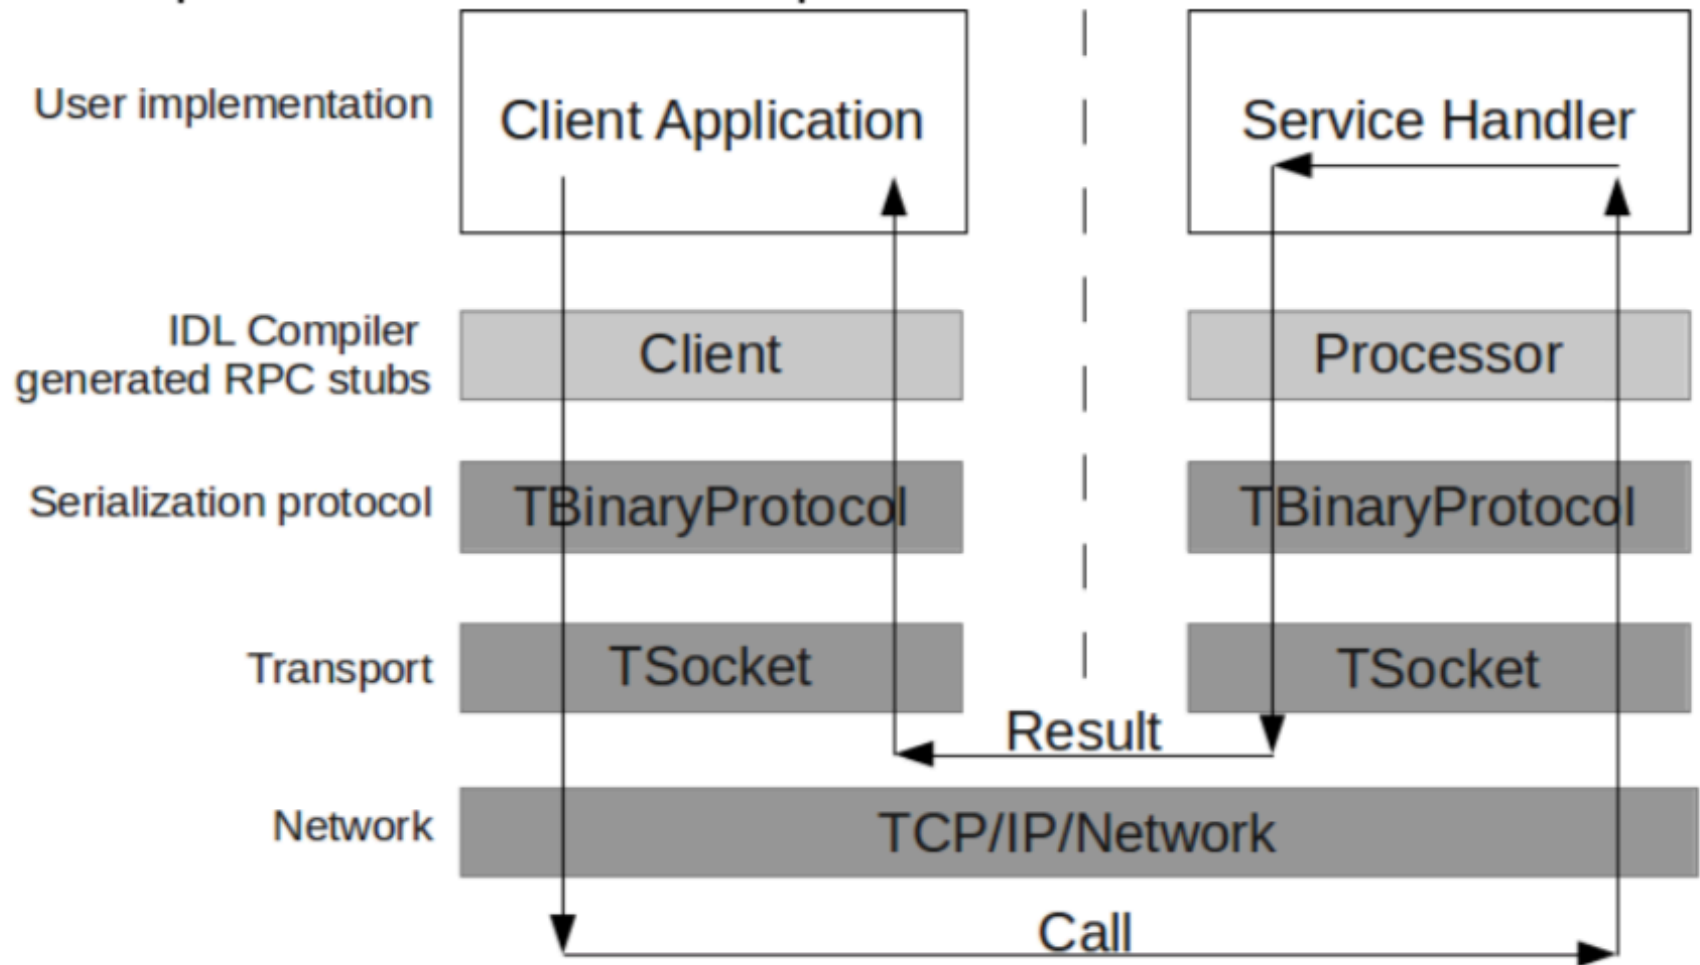 User implementation
Client Application
Service Handler
IDL Compiler
generated RPC stubs
Client
Processor
Serialization protocol
TBinaryProtocol
TBinaryProtocol
Transport
TSocket
TSocket
Result
Network
TCP/IP/Network
Call